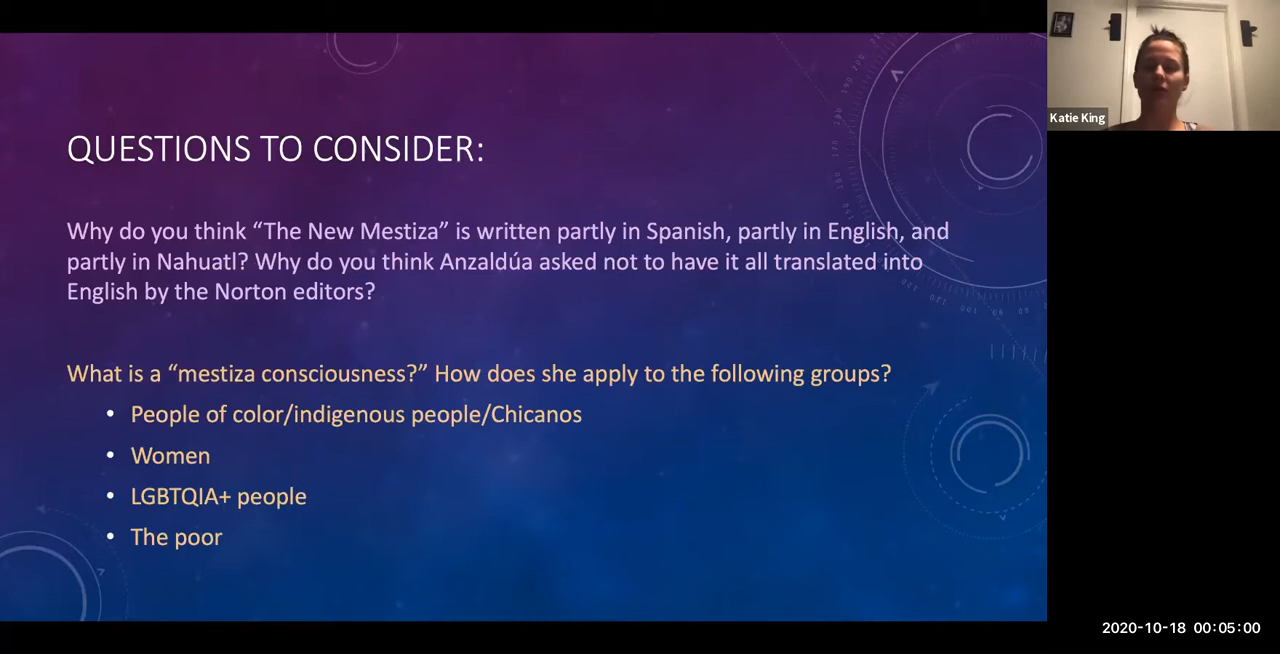 QUESTIONS TO CONSIDER:
Why do you think “The New Mestiza” is written partly in Spanish, partly in English, and
partly in Nahuatl? Why do you think Anzaldúa asked not to have it all translated into
English by the Norton editors?
What is a “mestiza consciousness?” How does she apply to the following groups?
• People of color/indigenous people/Chicanos
• Women
• LGBTQIA+ people
• The poor
Katie King
2020-10-18 00:05:00